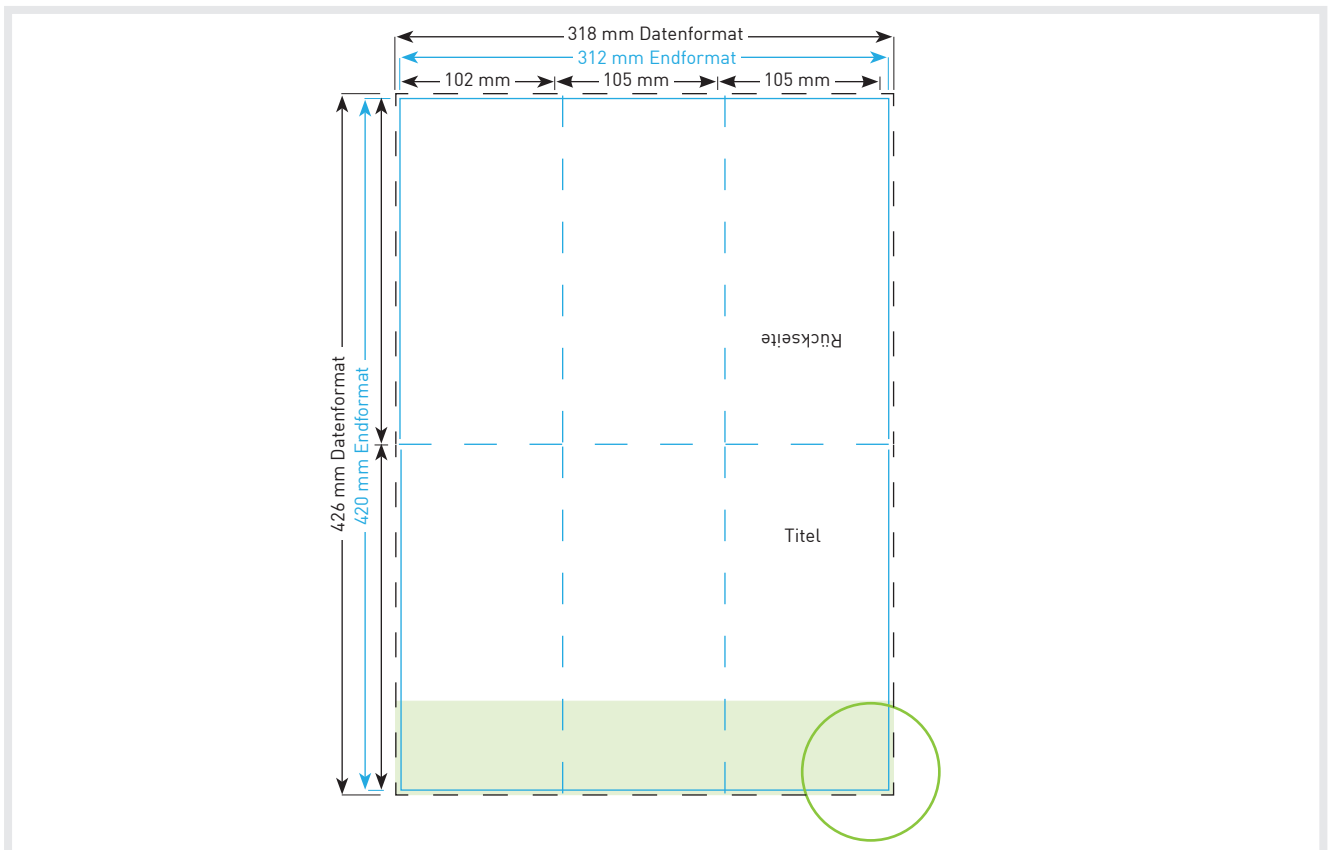 318 mm Datenformat
312 mm Endformat
102 mm
105 mm
105 mm
426 mm Datenformat
420 mm Endformat
Rückseite
Titel